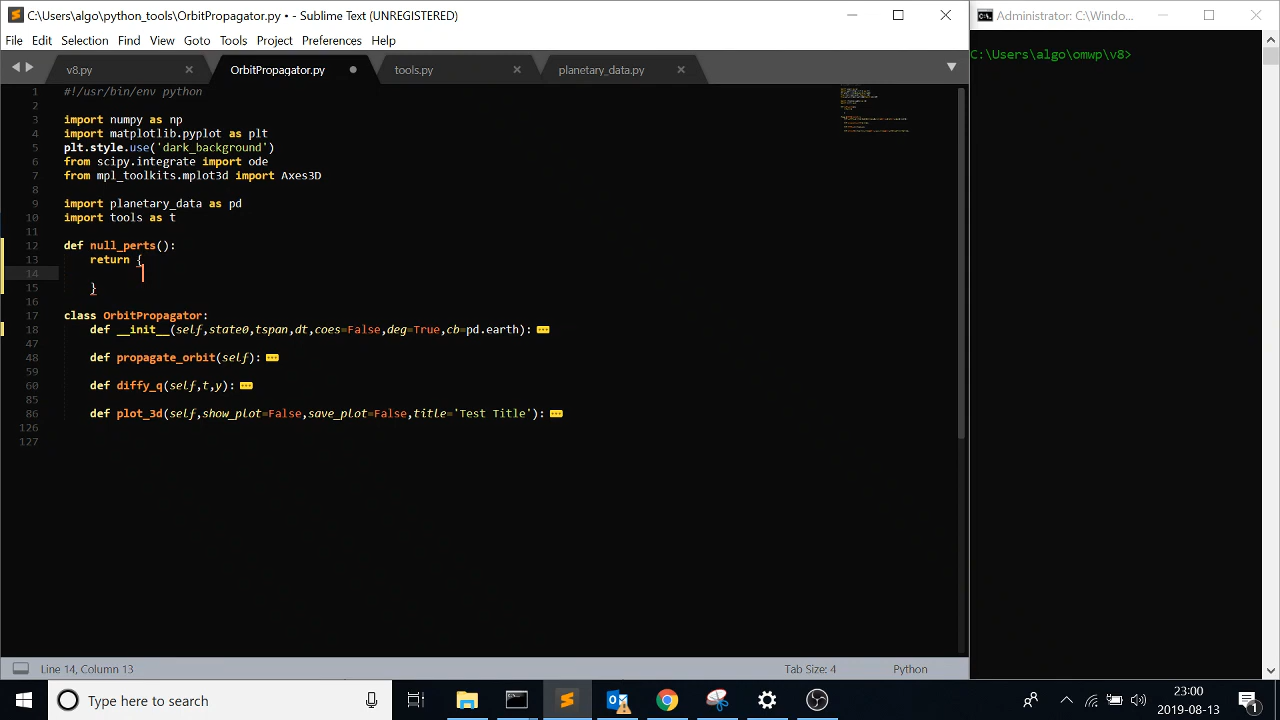 C:\Users\algo\python_tools\OrbitPropagator.py • - Sublime Text (UNREGISTERED)
File Edit Selection Find View Goto Tools Project Preferences Help
v8.py OrbitPropagator.py tools.py planetary_data.py
1 #!/usr/bin/env python
2
3 import numpy as np
4 import matplotlib.pyplot as plt
5 plt.style.use('dark_background')
6 from scipy.integrate import ode
7 from mpl_toolkits.mplot3d import Axes3D
8
9 import planetary_data as pd
10 import tools as t
11
12 def null_perts():
13 return {
14
15 }
16
17 class OrbitPropagator:
18 def __init__(self,state0,tspan,dt,coes=False,deg=True,cb=pd.earth):
47
48 def propagate_orbit(self):
59
60 def diffy_q(self,t,y):
85
86 def plot_3d(self,show_plot=False,save_plot=False,title='Test Title'):
126
127
Line 14, Column 13 Tab Size: 4 Python
Administrator: C:\Windo...
C:\Users\algo\omwp\v8>
Type here to search
23:00
2019-08-13
1